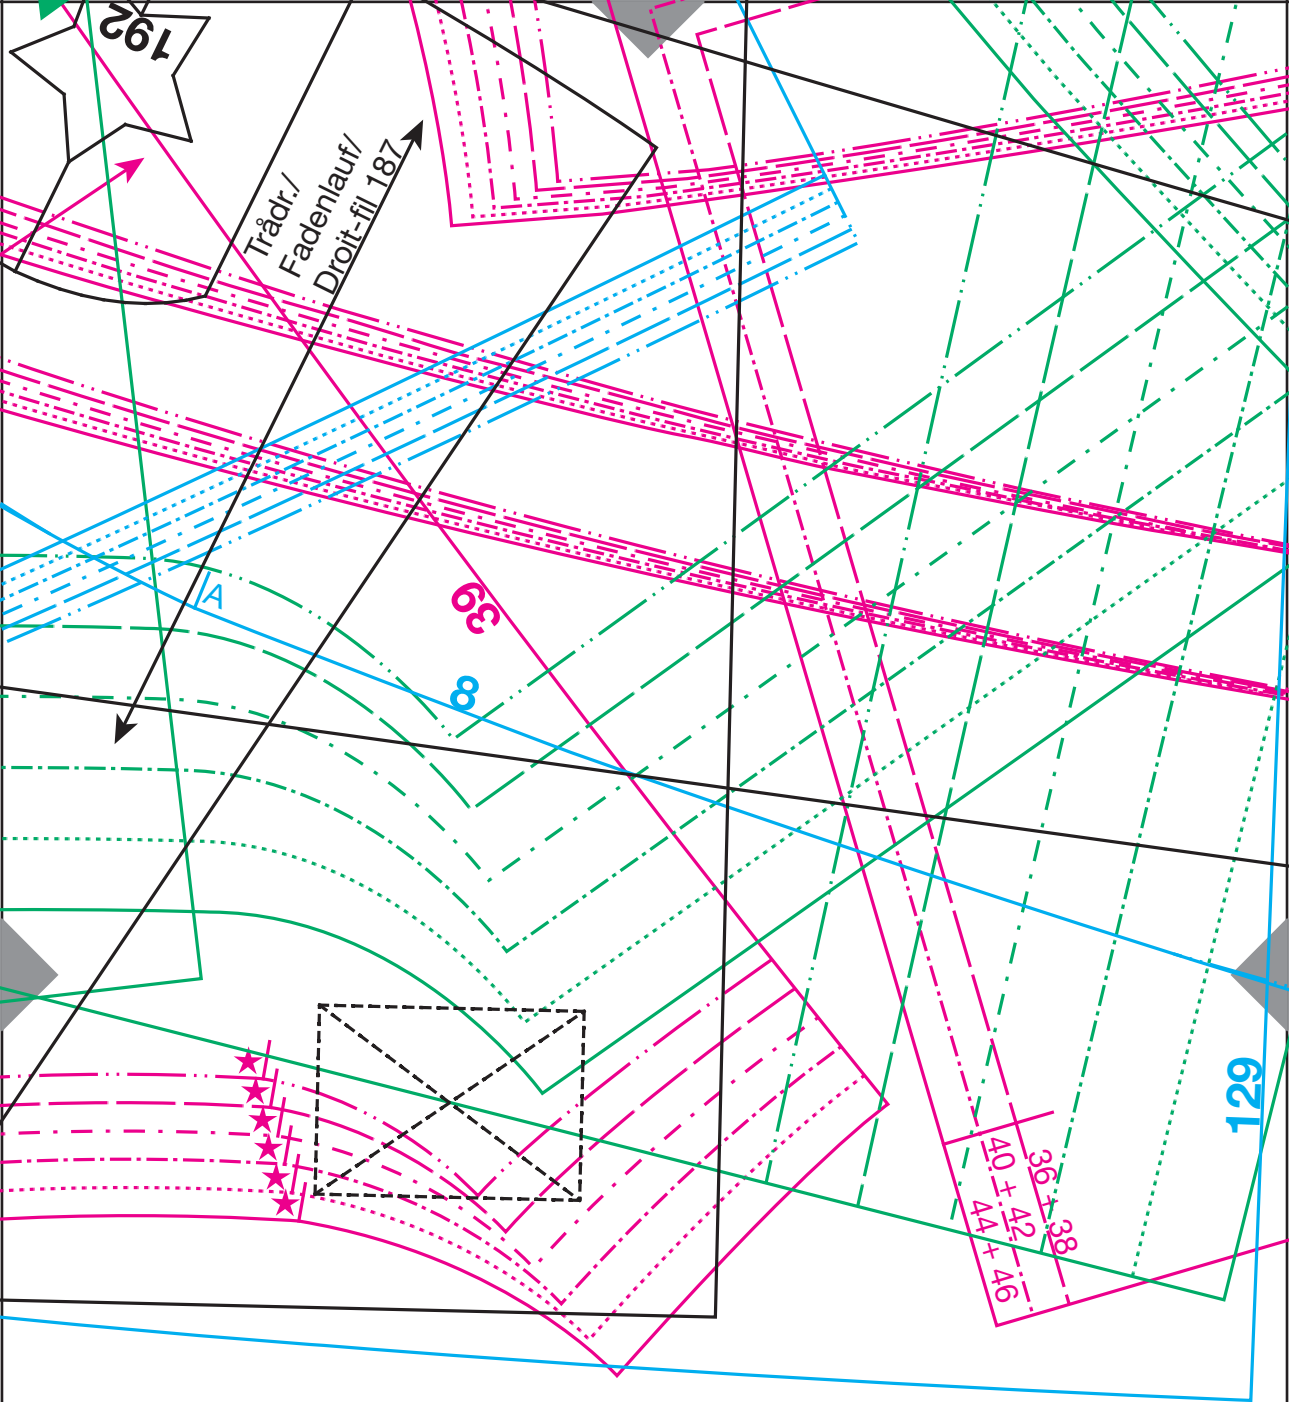 192
Trådr./
Fadenlauf/
Droit-fil 187
A
39
8
129
36 + 38
40 + 42
44 + 46